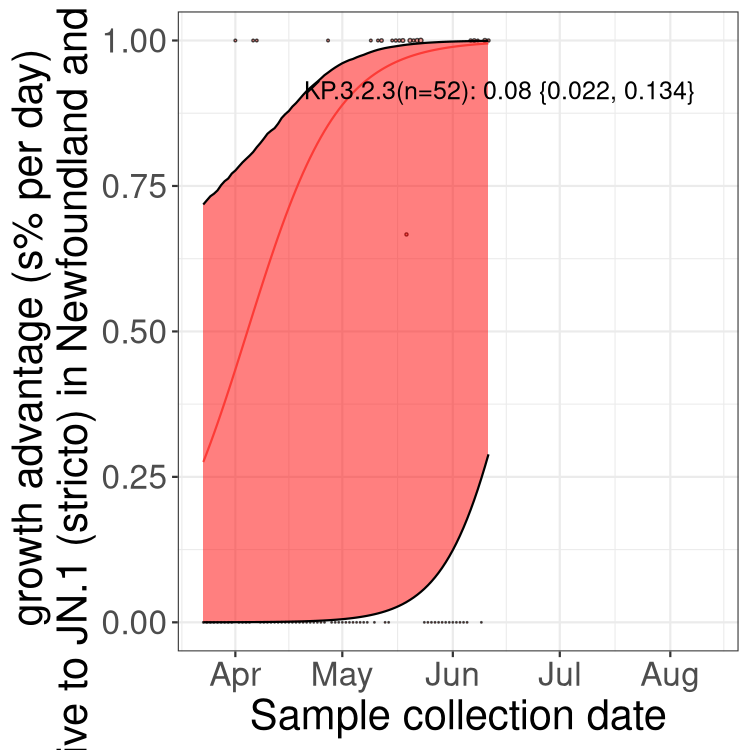 growth advantage (s% per day)
ive to JN.1 (stricto) in Newfoundland and
1.00
0.75
0.50
0.25
0.00
KP.3.2.3(n=52): 0.08 {0.022, 0.134}
Apr May Jun Jul Aug
Sample collection date